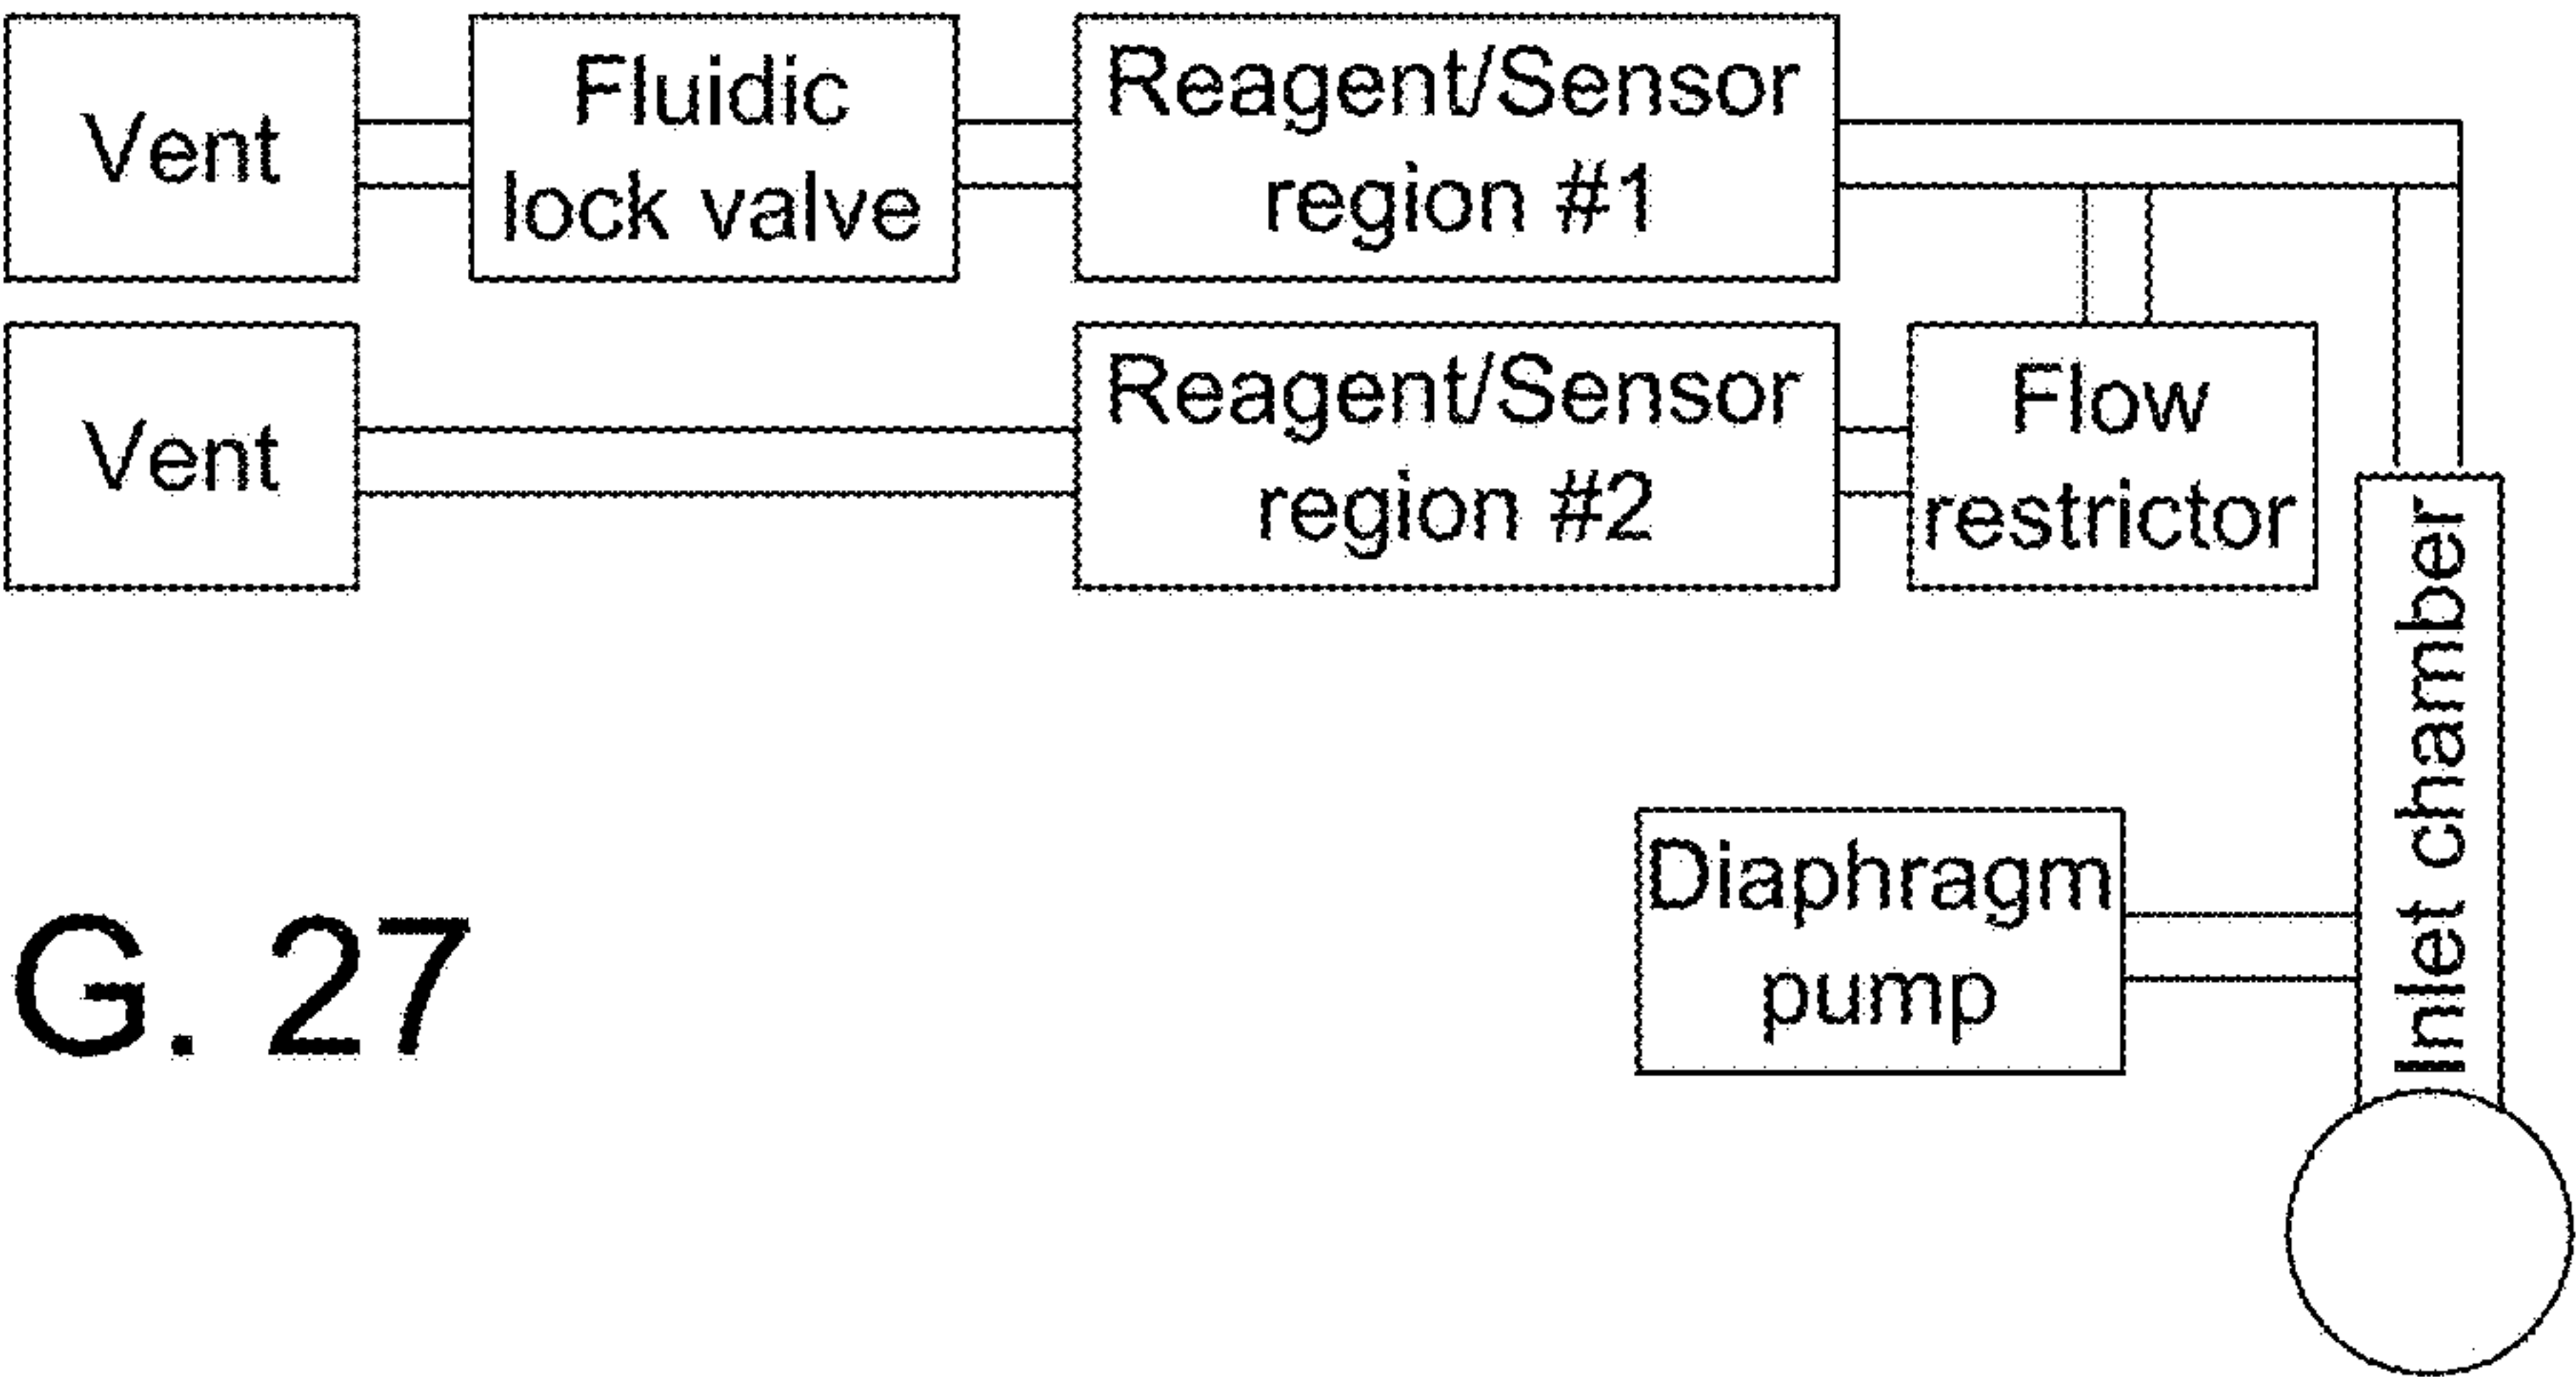 Vent
Fluidic
lock valve
Reagent/Sensor
region #1
Vent
Reagent/Sensor
region #2
Flow
restrictor
Inlet chamber
Diaphragm
pump
G. 27